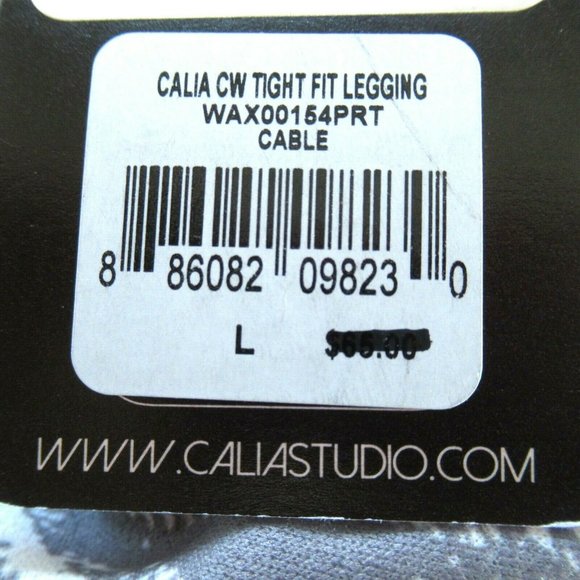 CALIA CW TIGHT FIT LEGGING
WAX00154PRT
CABLE
8 86082 09823 0
L $65.00
WWW.CALIASTUDIO.COM